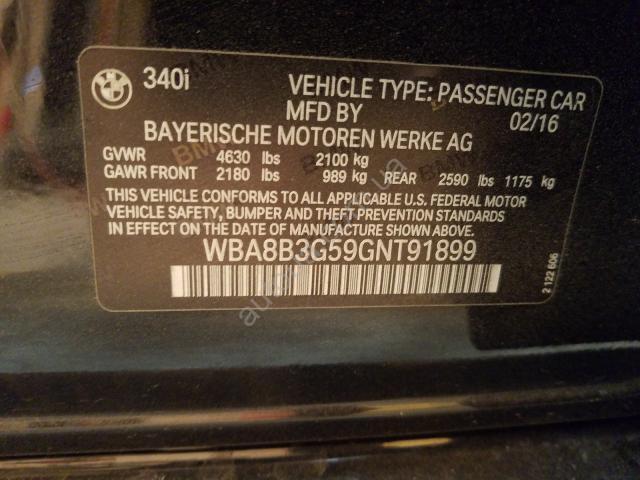 340i VEHICLE TYPE: PASSENGER CAR
MFD BY 02/16
BAYERISCHE MOTOREN WERKE AG
GVWR 4630 lbs 2100 kg
GAWR FRONT 2180 lbs 989 kg REAR 2590 lbs 1175 kg
THIS VEHICLE CONFORMS TO ALL APPLICABLE U.S. FEDERAL MOTOR
VEHICLE SAFETY, BUMPER AND THEFT PREVENTION STANDARDS
IN EFFECT ON THE DATE OF MANUFACTURE SHOWN ABOVE.
WBA8B3G59GNT91899
2 122 606